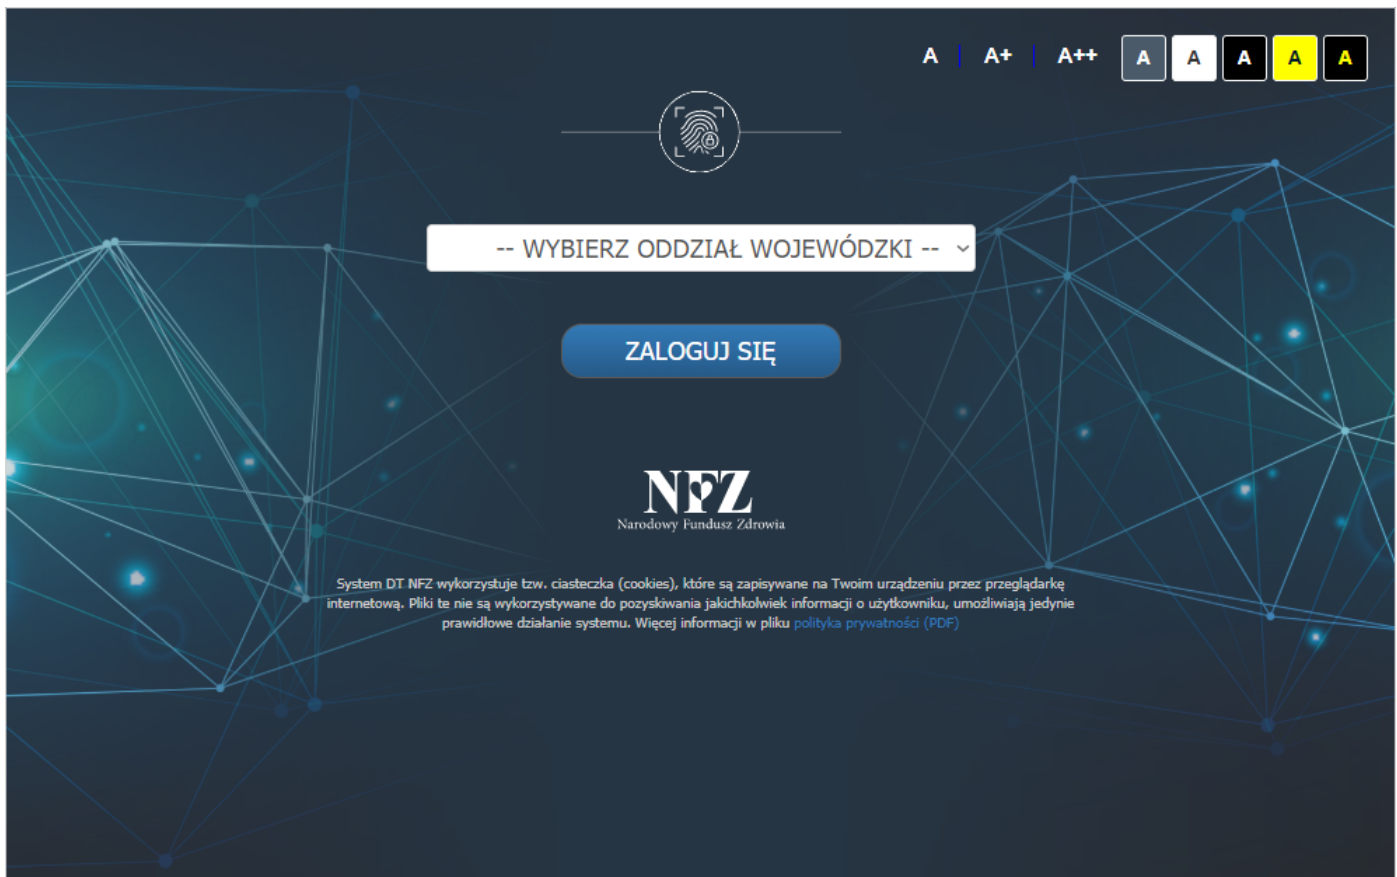 A A+ A++ A A A A A
-- WYBIERZ ODDZIAŁ WOJEWÓDZKI --
ZALOGUJ SIĘ
NFZ
Narodowy Fundusz Zdrowia
System DT NFZ wykorzystuje tzw. ciasteczka (cookies), które są zapisywane na Twoim urządzeniu przez przeglądarkę
internetową. Pliki te nie są wykorzystywane do pozyskiwania jakichkolwiek informacji o użytkowniku, umożliwiają jedynie
prawidłowe działanie systemu. Więcej informacji w pliku polityka prywatności (PDF)